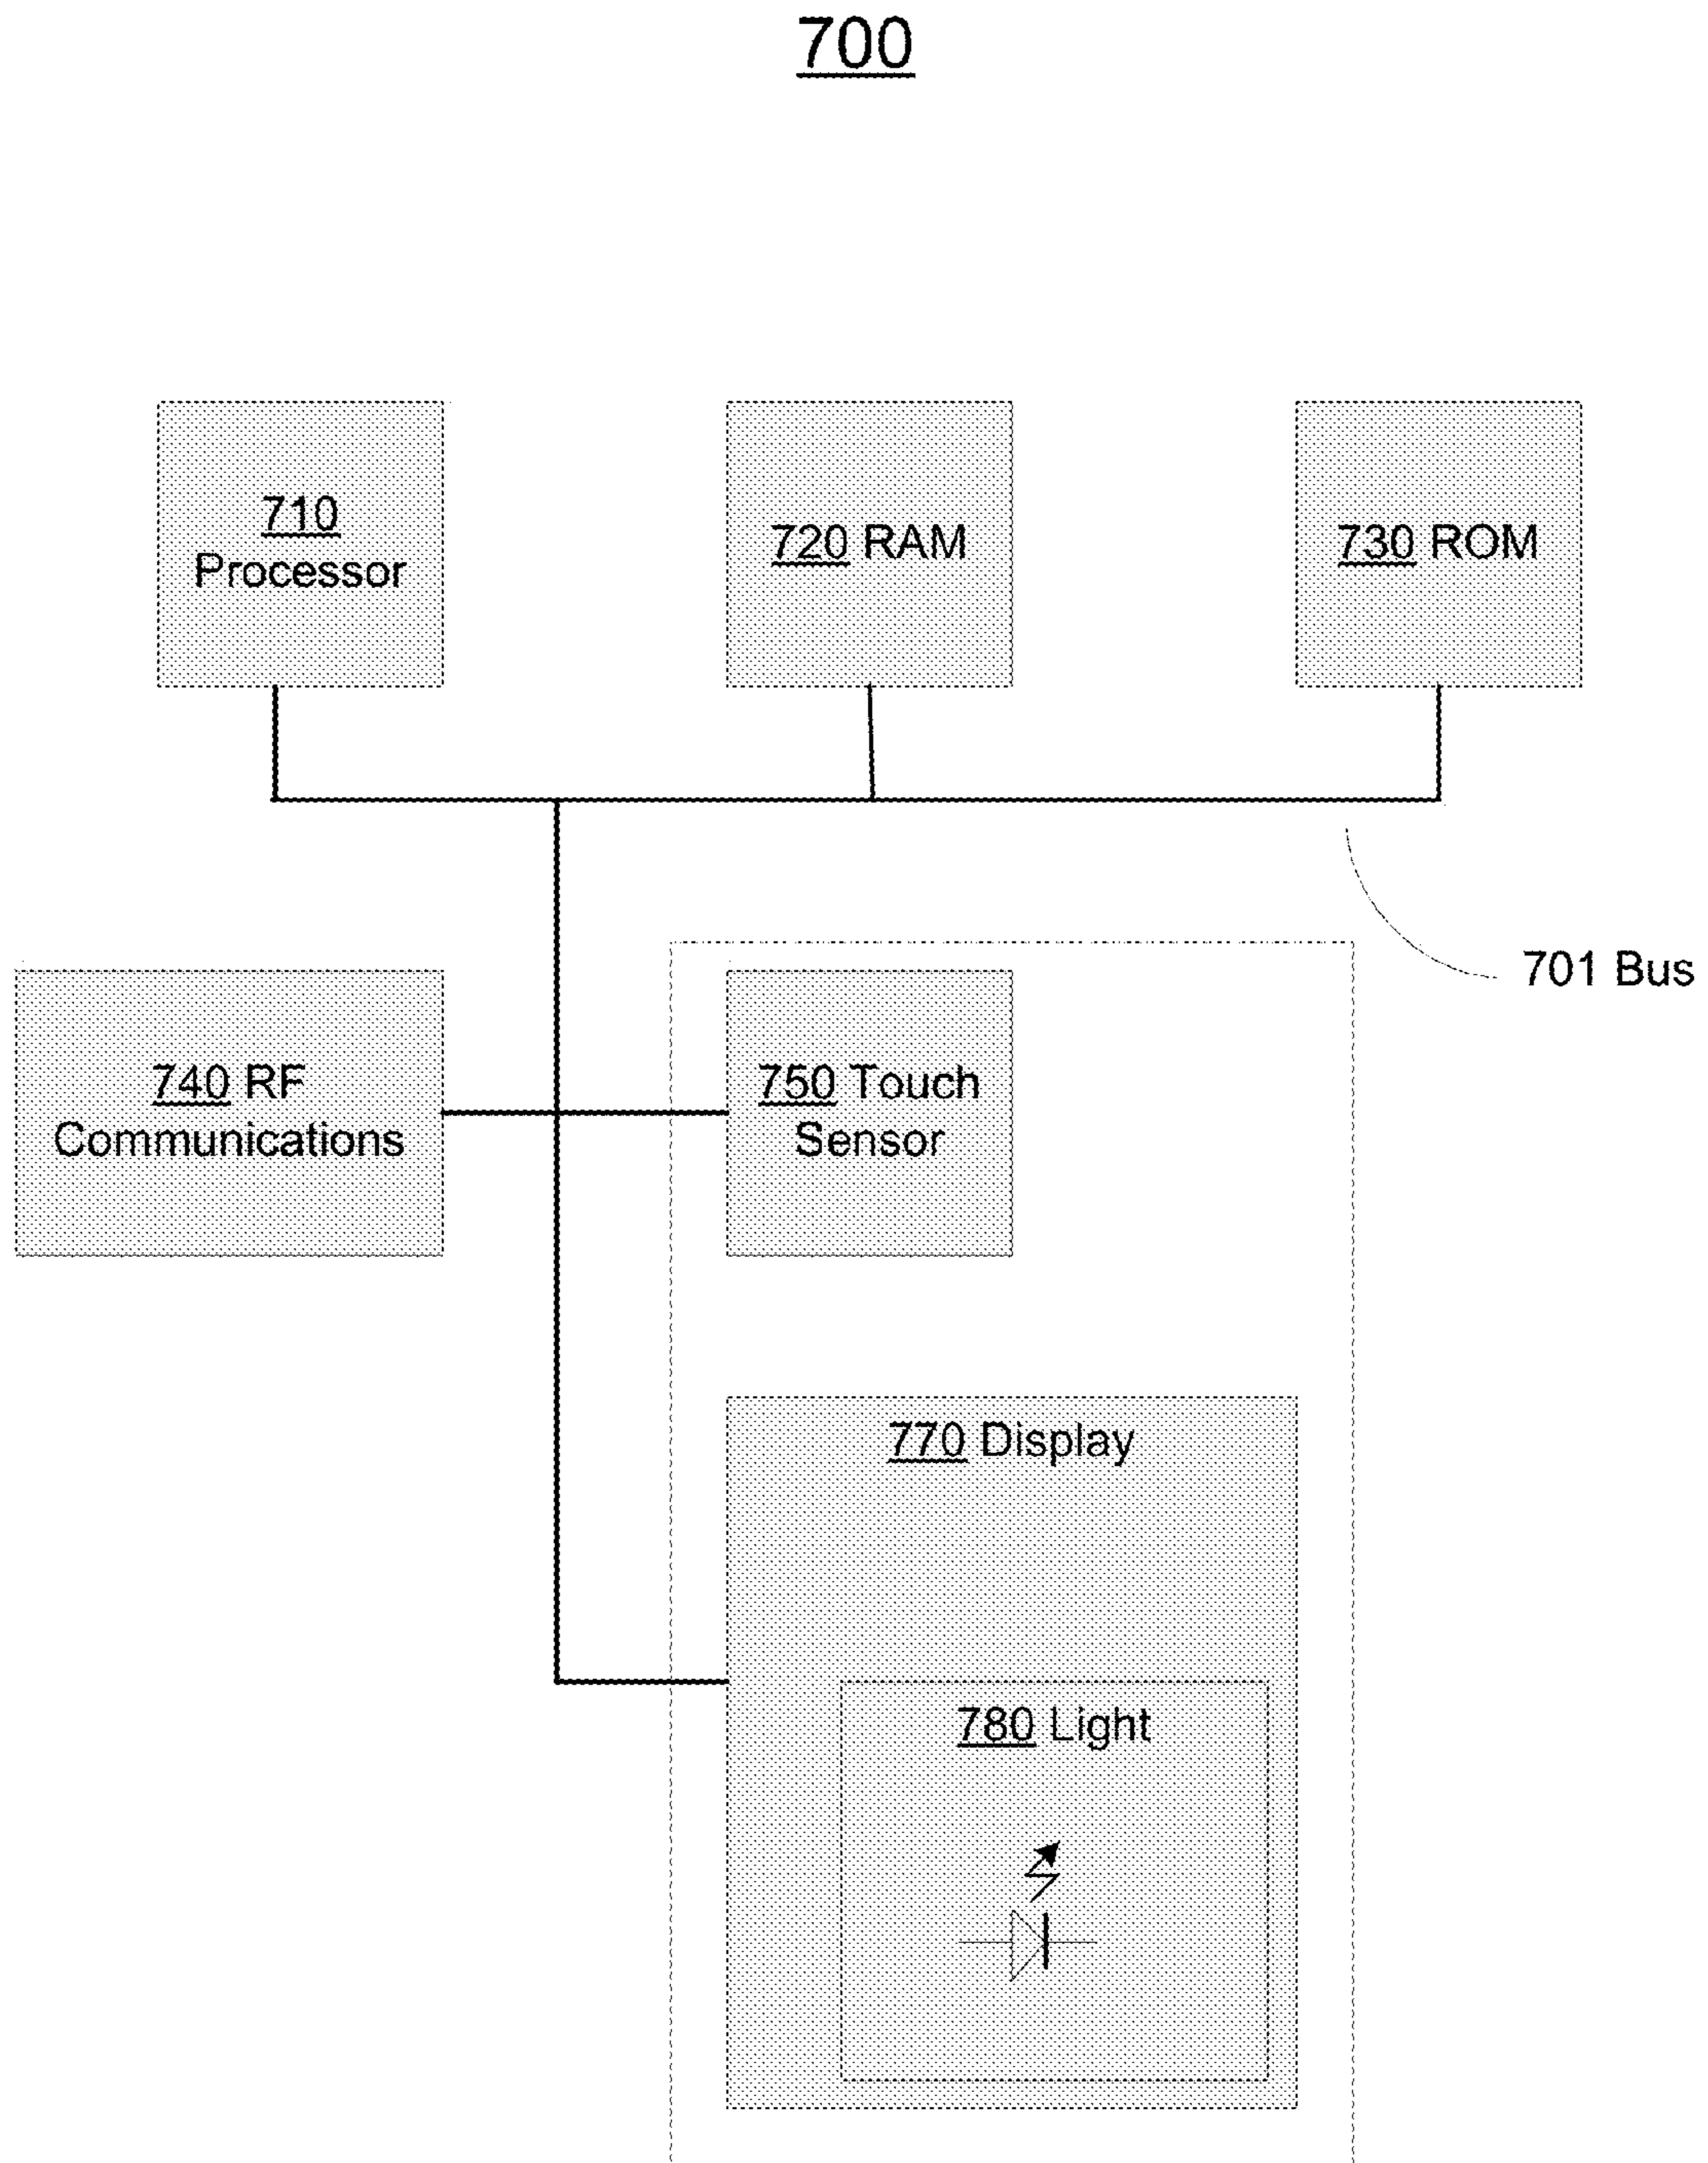 700
710
Processor
720 RAM
730 ROM
701 Bus
740 RF
Communications
750 Touch
Sensor
770 Display
780 Light